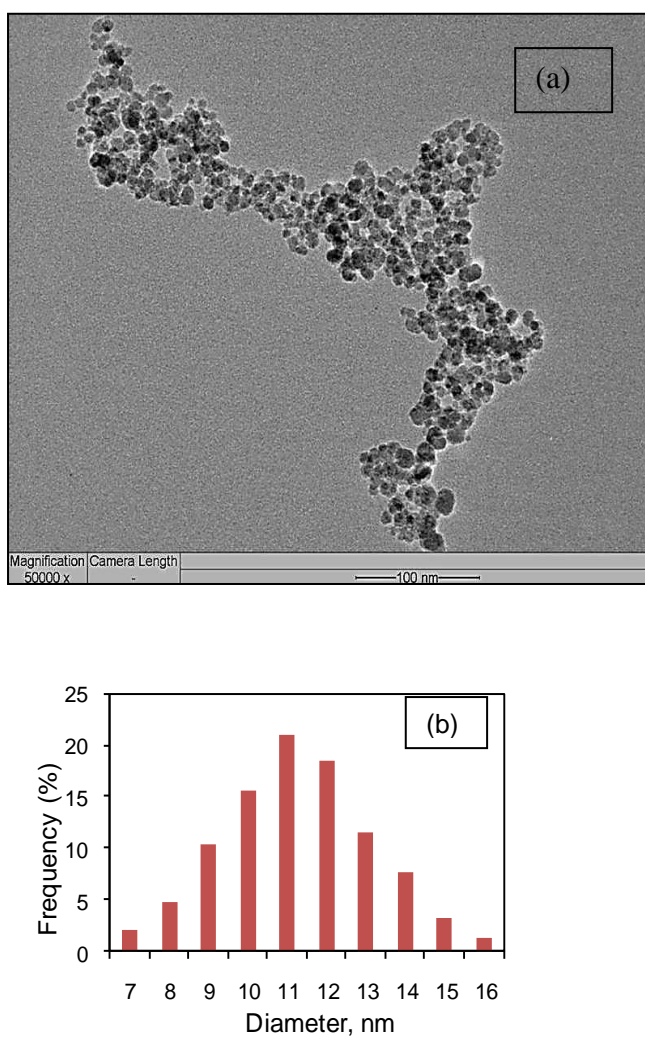 (a)
Magnification Camera Length
50000 x - 100 nm
(b)
25
20
15
10
5
0
Frequency (%)
7 8 9 10 11 12 13 14 15 16
Diameter, nm